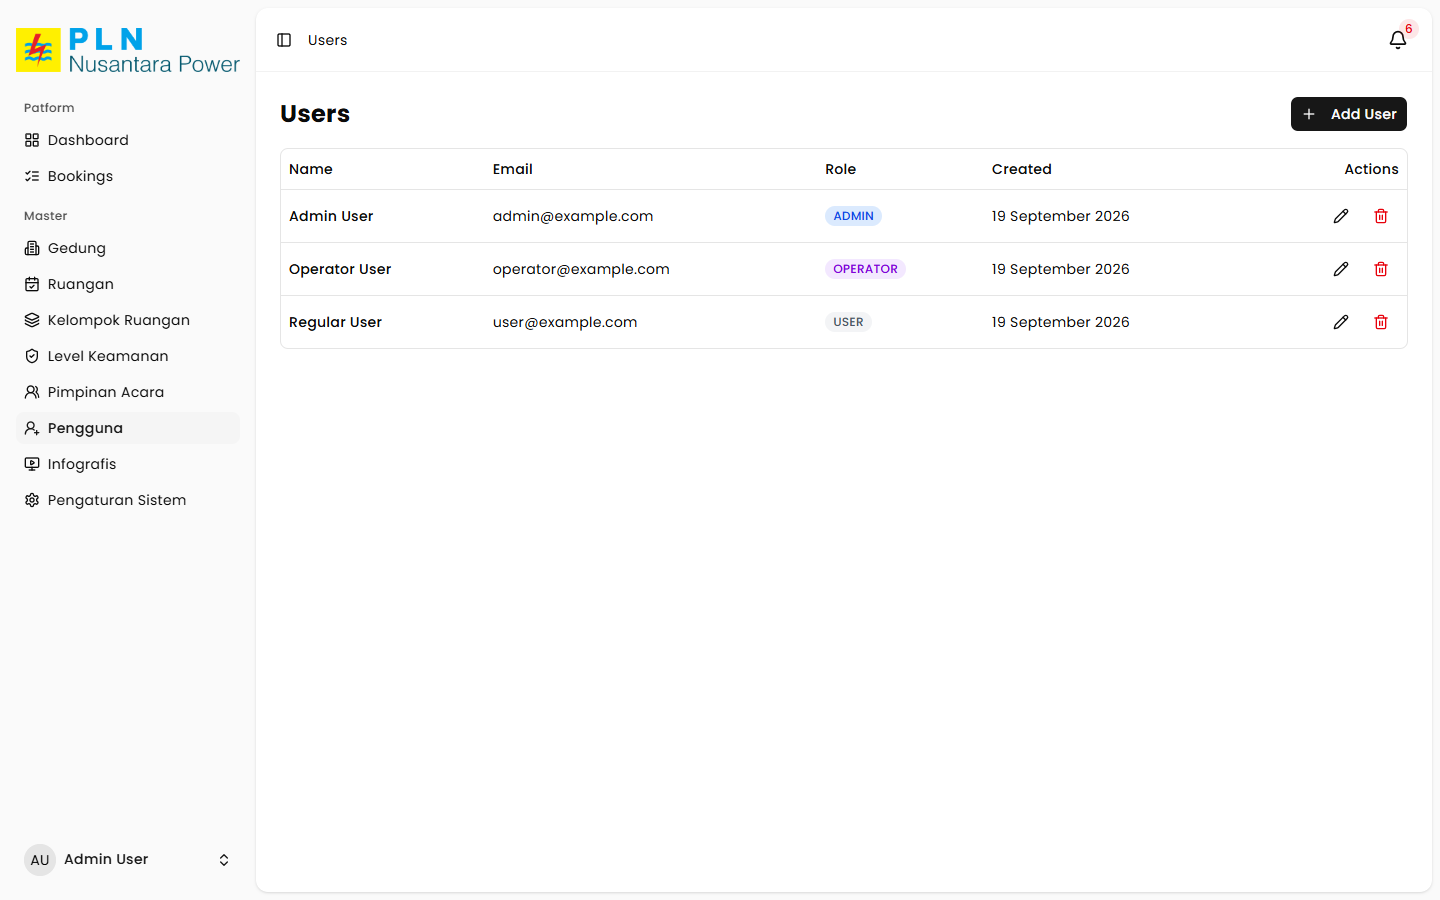 PLN
Nusantara Power
Users
6
Patform
Dashboard
Bookings
Master
Gedung
Ruangan
Kelompok Ruangan
Level Keamanan
Pimpinan Acara
Pengguna
Infografis
Pengaturan Sistem
AU Admin User
Users
Add User
Name Email Role Created Actions
Admin User admin@example.com ADMIN 19 September 2026
Operator User operator@example.com OPERATOR 19 September 2026
Regular User user@example.com USER 19 September 2026